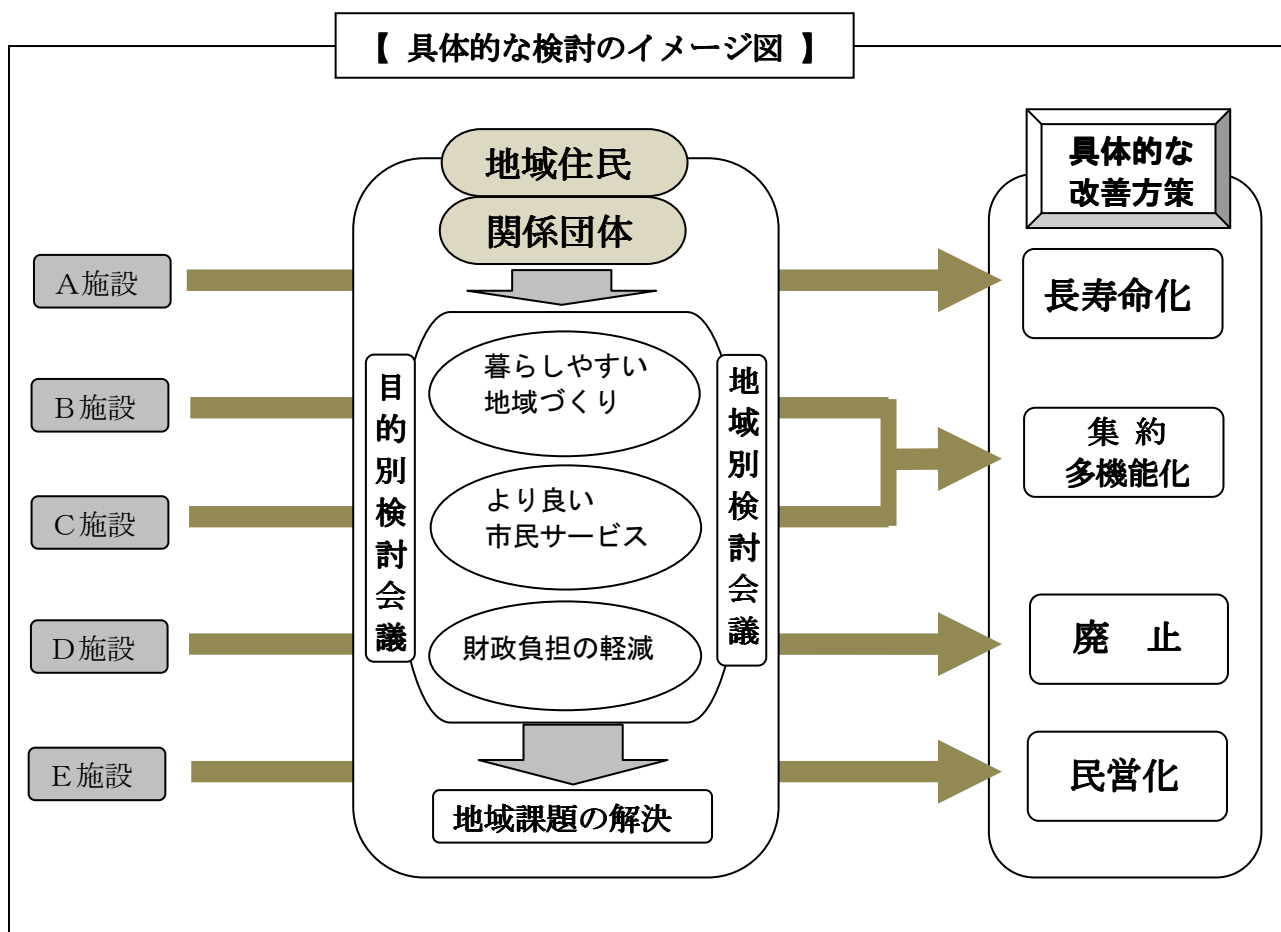 【 具体的な検討のイメージ図 】
地域住民
関係団体
A施設
B施設
C施設
D施設
E施設
目的別検討会議
暮らしやすい
地域づくり
より良い
市民サービス
財政負担の軽減
地域別検討会議
地域課題の解決
具体的な
改善方策
長寿命化
集 約
多機能化
廃 止
民営化